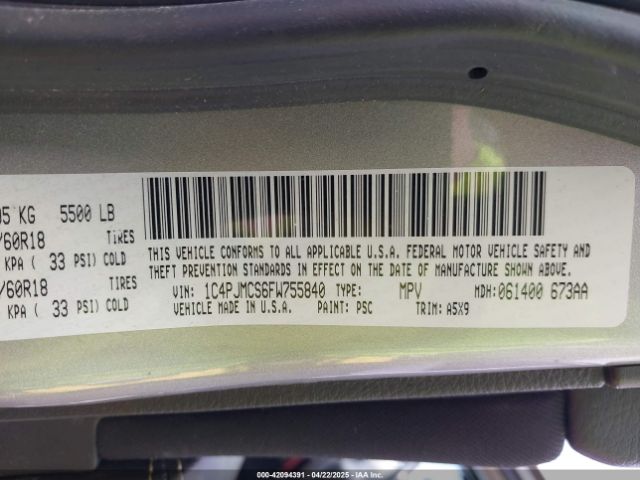 05 KG 5500 LB
/60R18 TIRES
KPA ( 33 PSI) COLD
/60R18 TIRES
KPA ( 33 PSI) COLD
THIS VEHICLE CONFORMS TO ALL APPLICABLE U.S.A. FEDERAL MOTOR VEHICLE SAFETY AND
THEFT PREVENTION STANDARDS IN EFFECT ON THE DATE OF MANUFACTURE SHOWN ABOVE.
VIN: 1C4PJMCS6FW755840 TYPE: MPV MDH: 061400 673AA
VEHICLE MADE IN U.S.A. PAINT: PSC TRIM: A5X9
000-42094391 - 04/22/2025 - © IAA Inc.